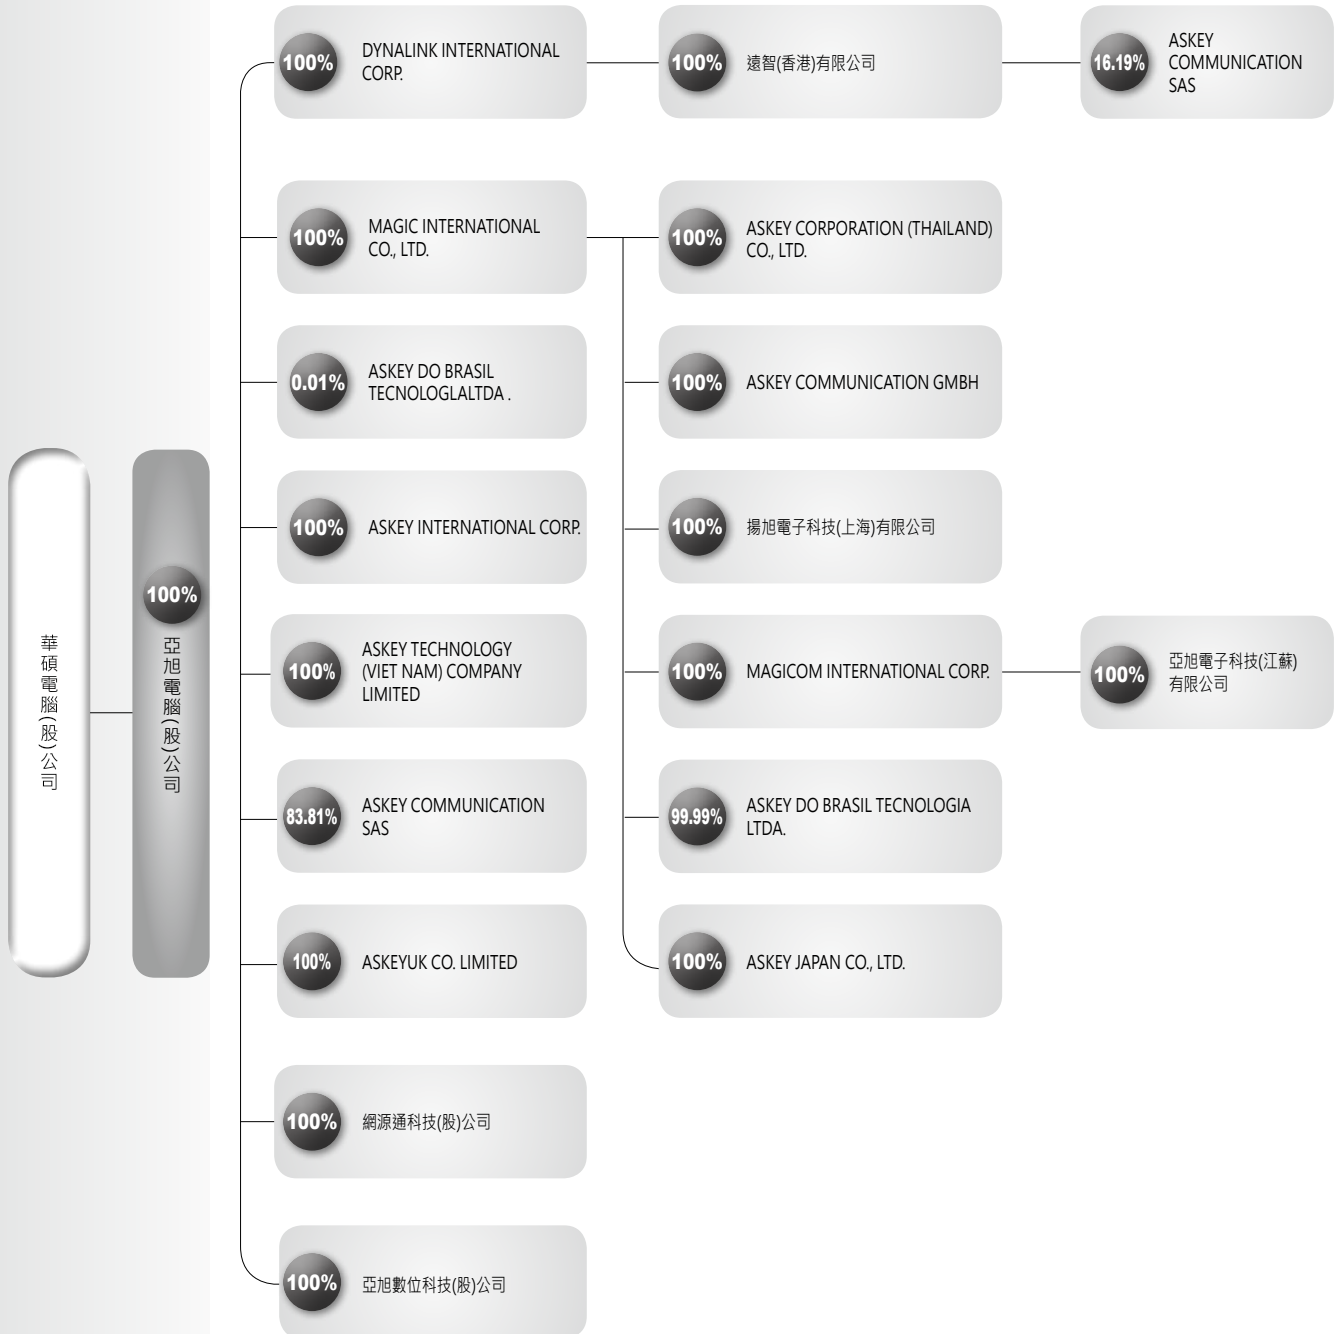 華碩電腦(股)公司
100%
亞旭電腦(股)公司
100%
DYNALINK INTERNATIONAL
CORP.
100%
遠智(香港)有限公司
16.19%
ASKEY
COMMUNICATION
SAS
100%
MAGIC INTERNATIONAL
CO., LTD.
100%
ASKEY CORPORATION (THAILAND)
CO., LTD.
0.01%
ASKEY DO BRASIL
TECNOLOGLALTDA .
100%
ASKEY COMMUNICATION GMBH
100%
ASKEY INTERNATIONAL CORP.
100%
揚旭電子科技(上海)有限公司
100%
ASKEY TECHNOLOGY
(VIET NAM) COMPANY
LIMITED
100%
MAGICOM INTERNATIONAL CORP.
100%
亞旭電子科技(江蘇)
有限公司
83.81%
ASKEY COMMUNICATION
SAS
99.99%
ASKEY DO BRASIL TECNOLOGIA
LTDA.
100%
ASKEYUK CO. LIMITED
100%
ASKEY JAPAN CO., LTD.
100%
網源通科技(股)公司
100%
亞旭數位科技(股)公司